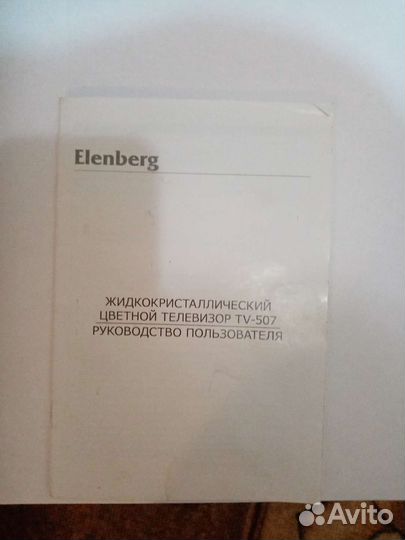 Elenberg
ЖИДКОКРИСТАЛЛИЧЕСКИЙ
ЦВЕТНОЙ ТЕЛЕВИЗОР TV-507
РУКОВОДСТВО ПОЛЬЗОВАТЕЛЯ
Avito